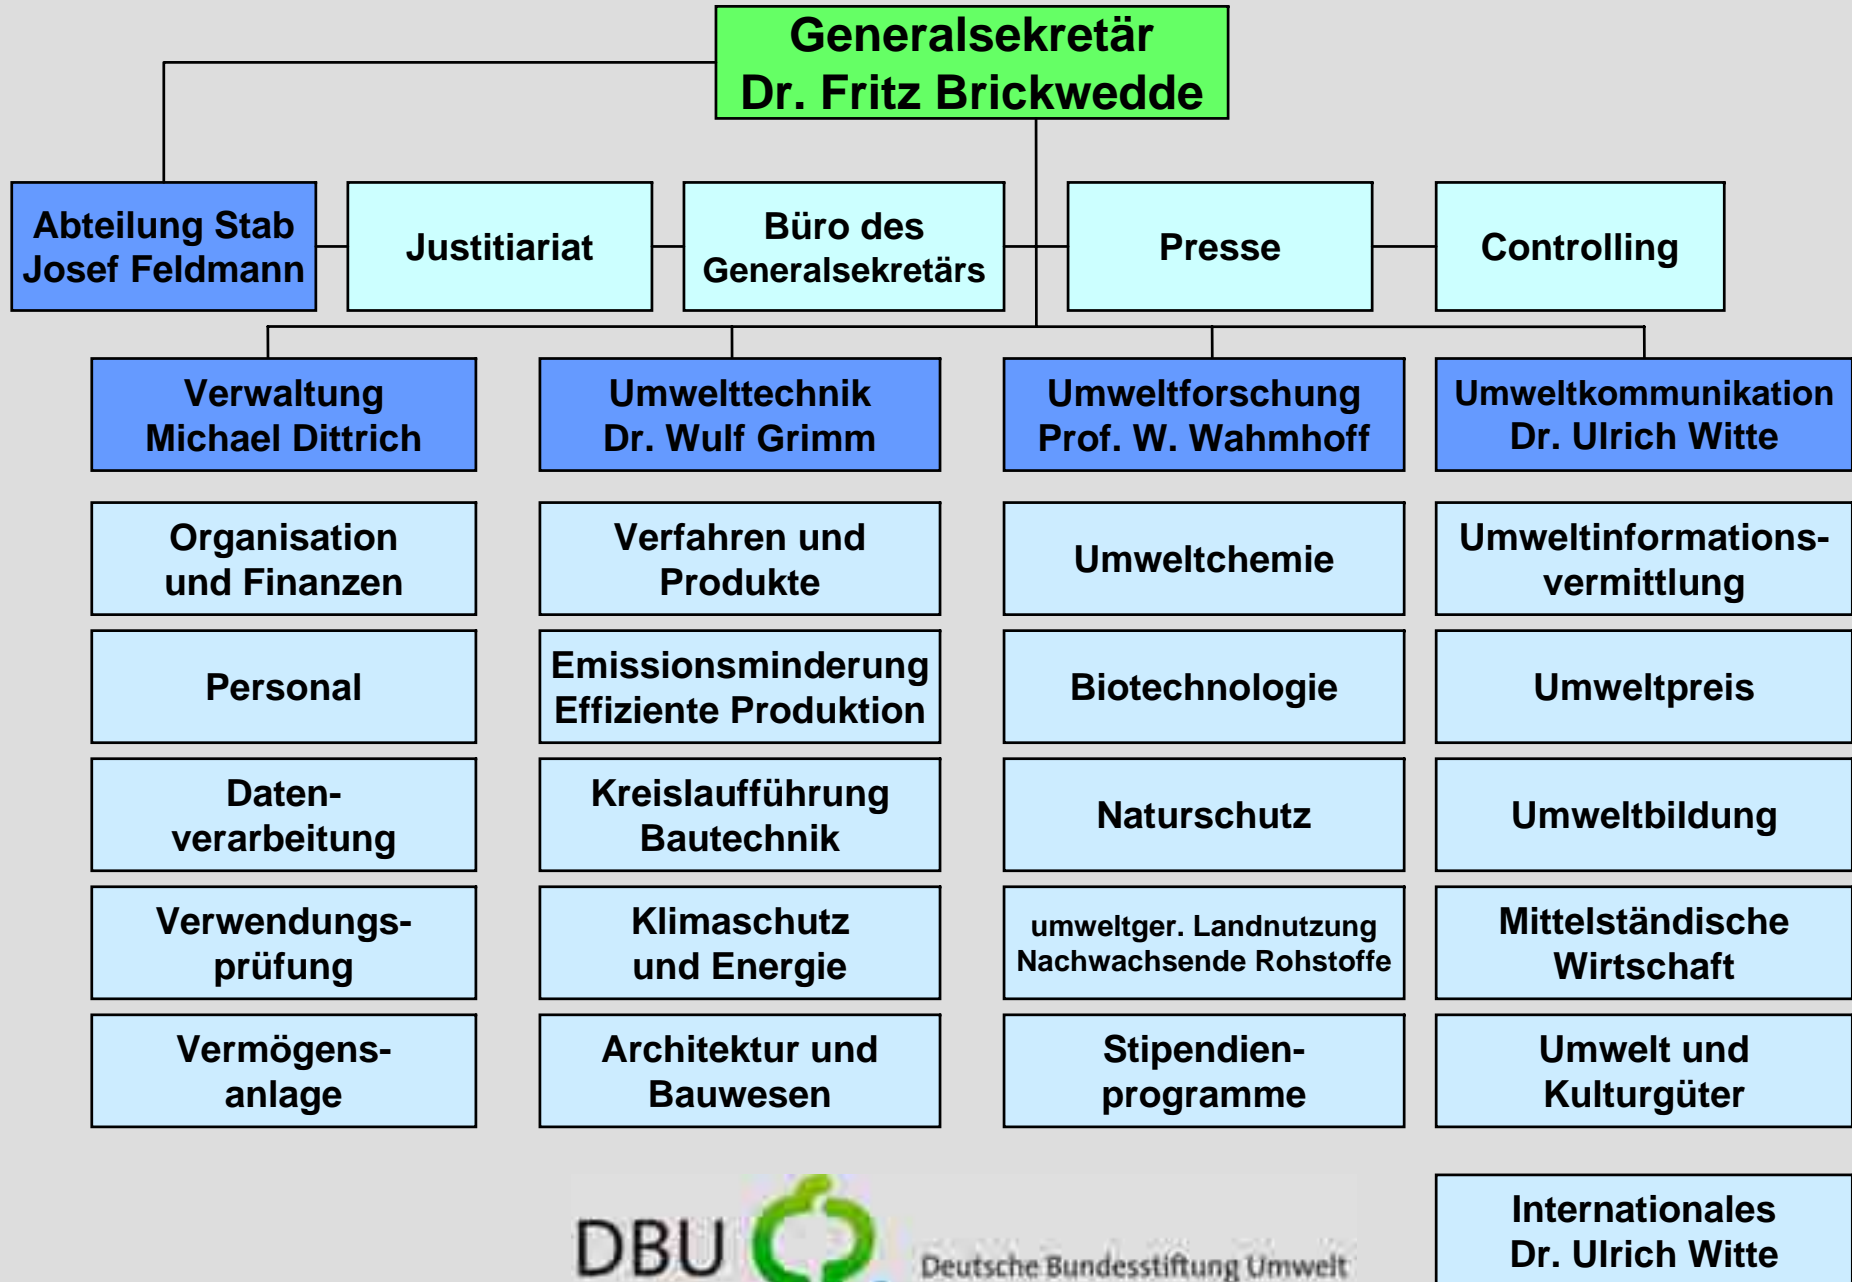 Generalsekretär
Dr. Fritz Brickwedde
Abteilung Stab
Josef Feldmann
Justitiariat
Büro des
Generalsekretärs
Presse
Controlling
Verwaltung
Michael Dittrich
Umwelttechnik
Dr. Wulf Grimm
Umweltforschung
Prof. W. Wahmhoff
Umweltkommunikation
Dr. Ulrich Witte
Organisation
und Finanzen
Personal
Daten-
verarbeitung
Verwendungs-
prüfung
Vermögens-
anlage
Verfahren und
Produkte
Emissionsminderung
Effiziente Produktion
Kreislaufführung
Bautechnik
Klimaschutz
und Energie
Architektur und
Bauwesen
Umweltchemie
Biotechnologie
Naturschutz
umweltger. Landnutzung
Nachwachsende Rohstoffe
Stipendien-
programme
Umweltinformations-
vermittlung
Umweltpreis
Umweltbildung
Mittelständische
Wirtschaft
Umwelt und
Kulturgüter
Internationales
Dr. Ulrich Witte
DBU
Deutsche Bundesstiftung Umwelt